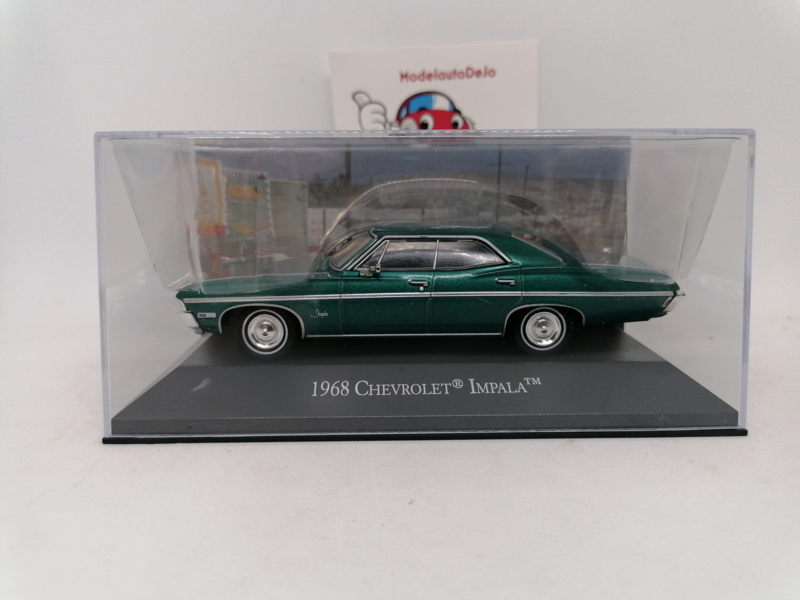 ModelautoDeJo
Impala
1968 CHEVROLET® IMPALA™